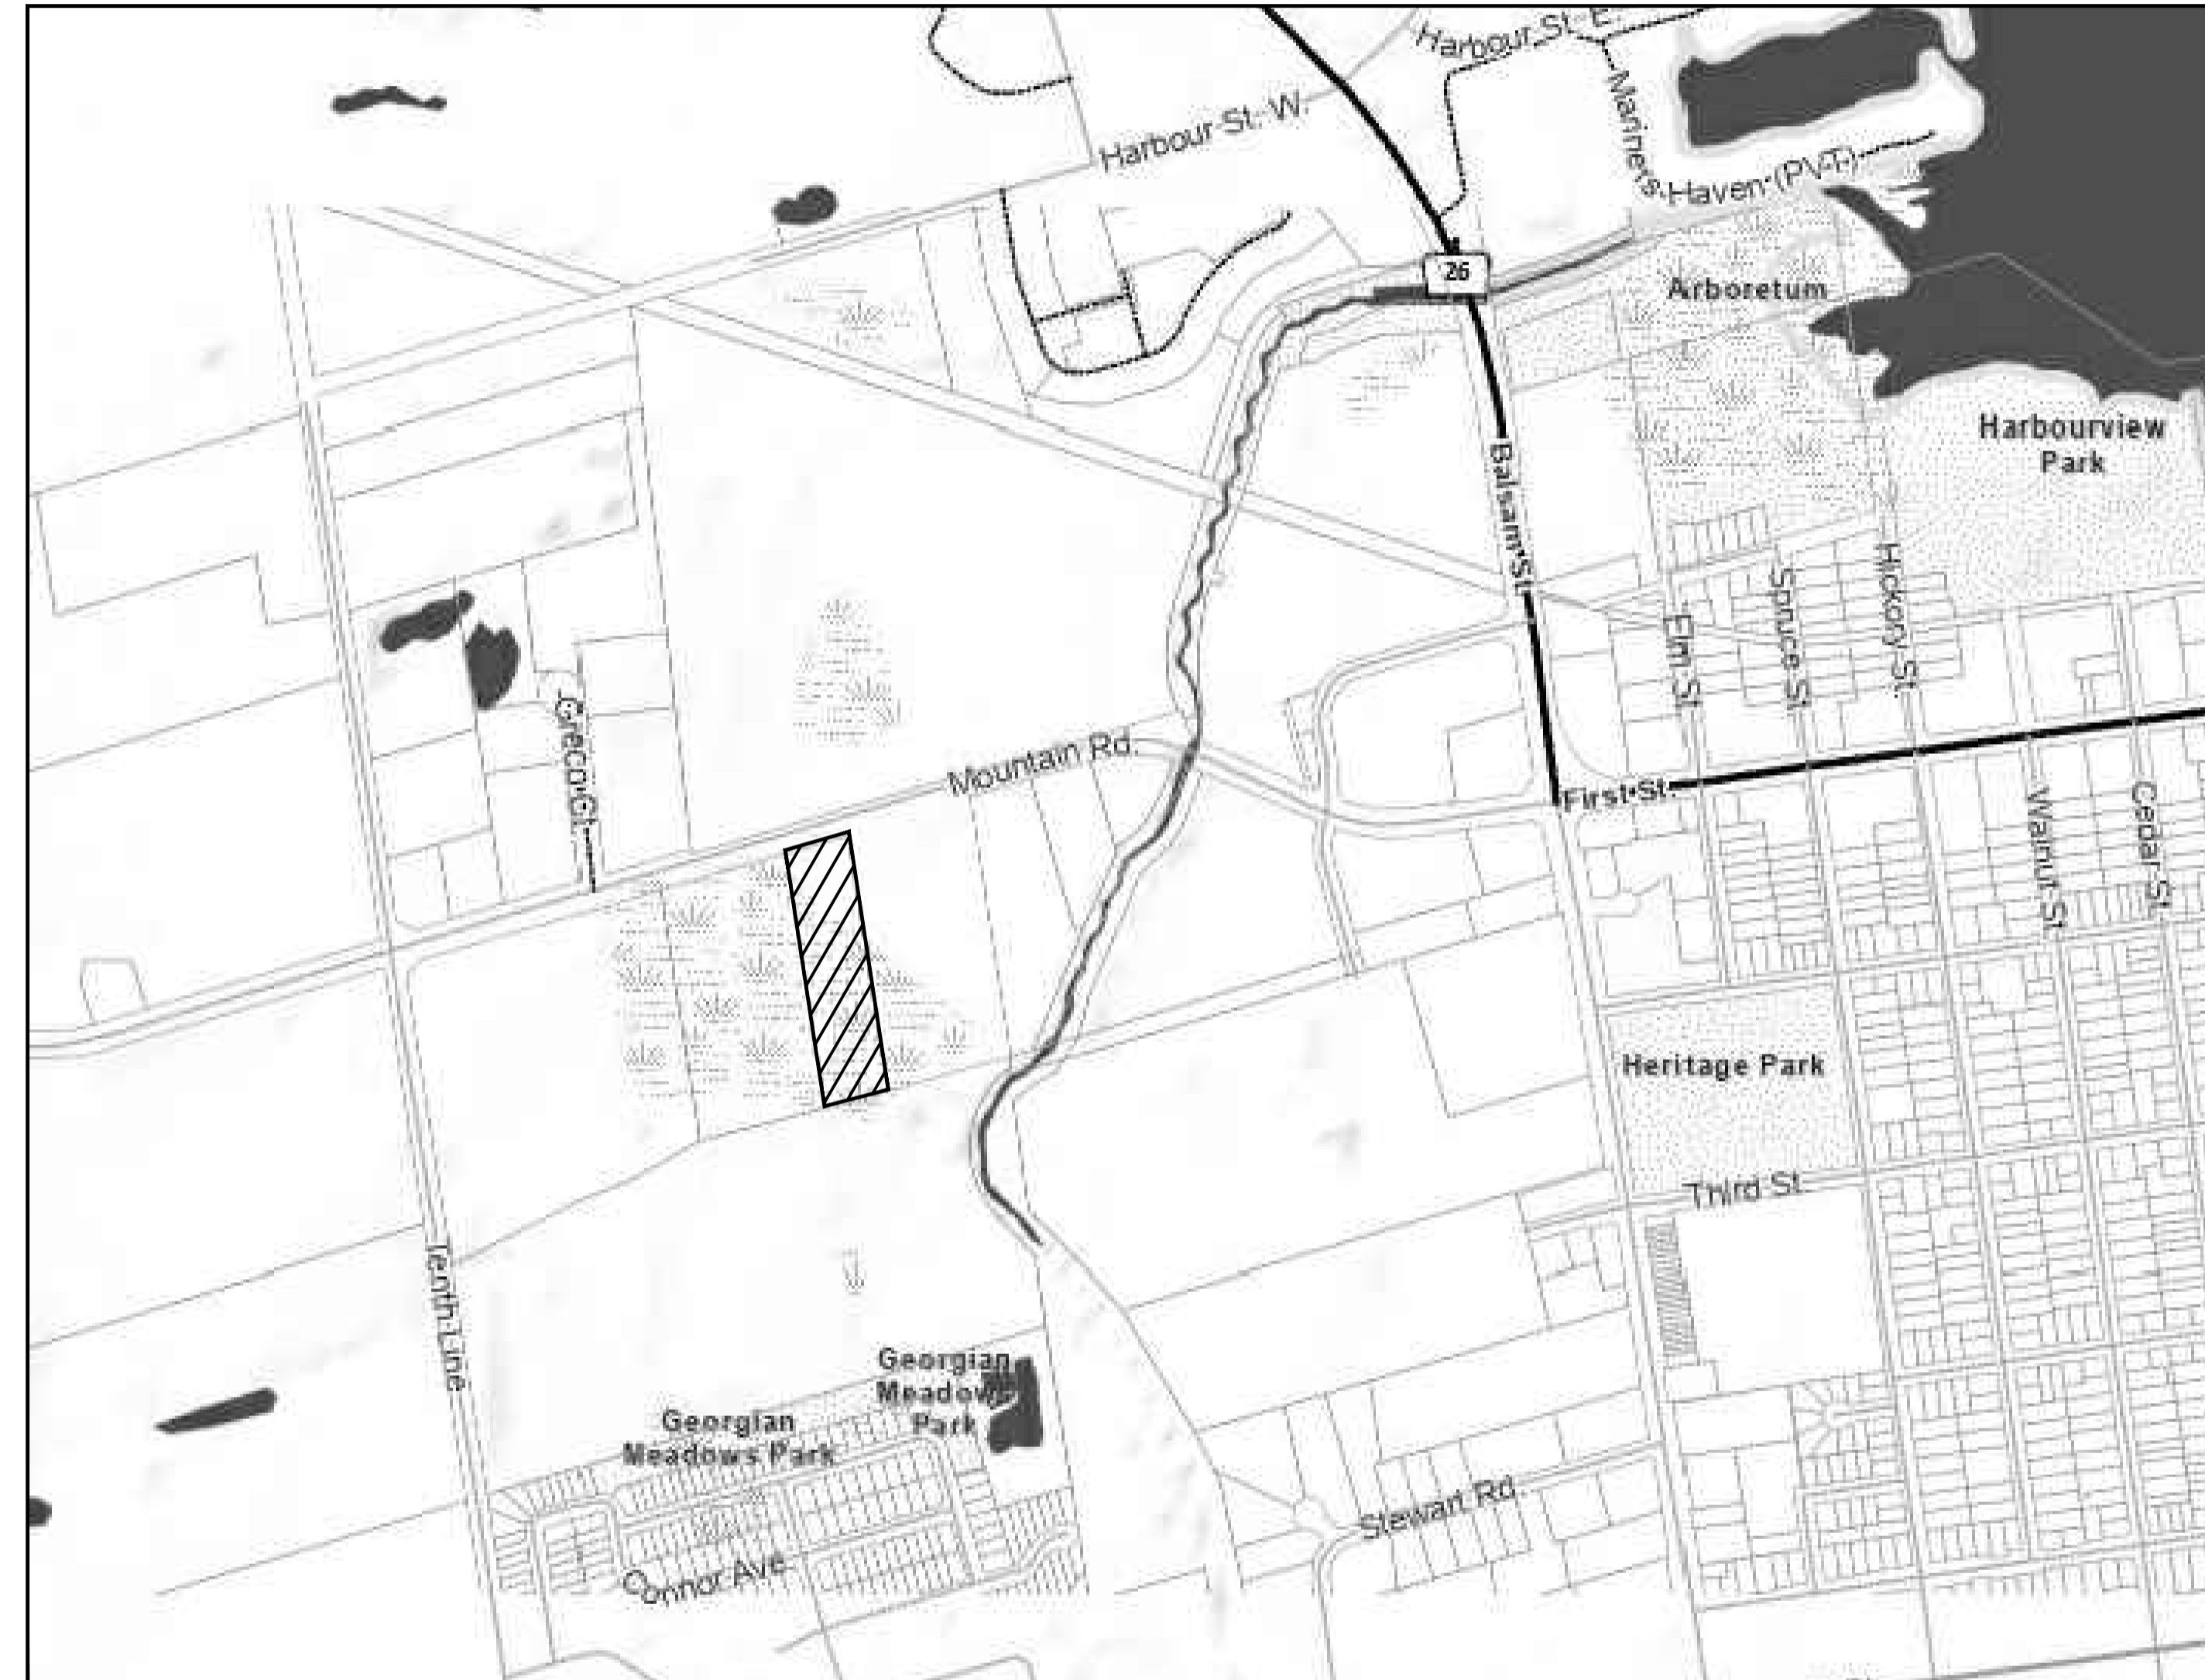 Harbour St. E.
Mariners
Haven (PVT.)
Harbour St. W.
26
Arboretum
Harbourview
Park
Balsam St.
Hickory St.
Spruce St.
Elm St.
Greco Ct.
Mountain Rd.
First St.
Walnut St.
Cedar St.
Heritage Park
Third St.
Tenth Line
Georgian
Meadows
Park
Georgian
Meadows Park
Stewart Rd.
Connor Ave